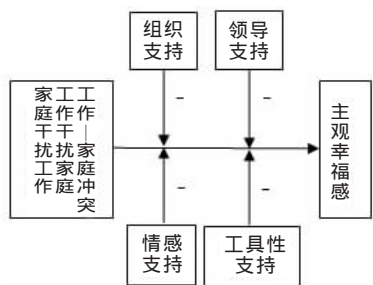 组织
支持
领导
支持
工作—家庭冲突
工作干扰家庭
家庭干扰工作
主观幸福感
-
-
-
-
情感
支持
工具性
支持